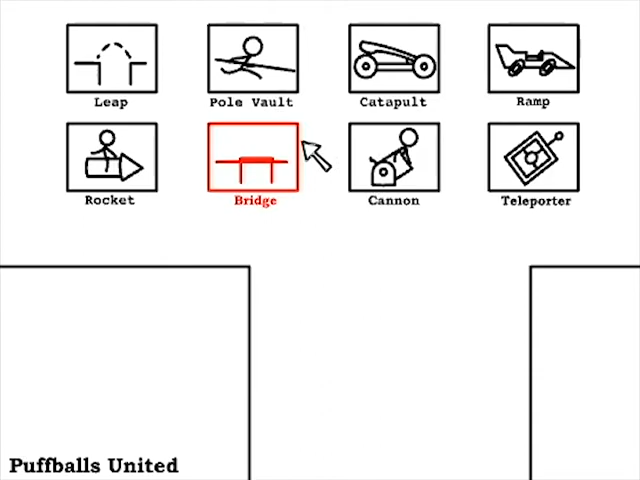 Leap Pole Vault Catapult Ramp
Rocket Bridge Cannon Teleporter
Puffballs United